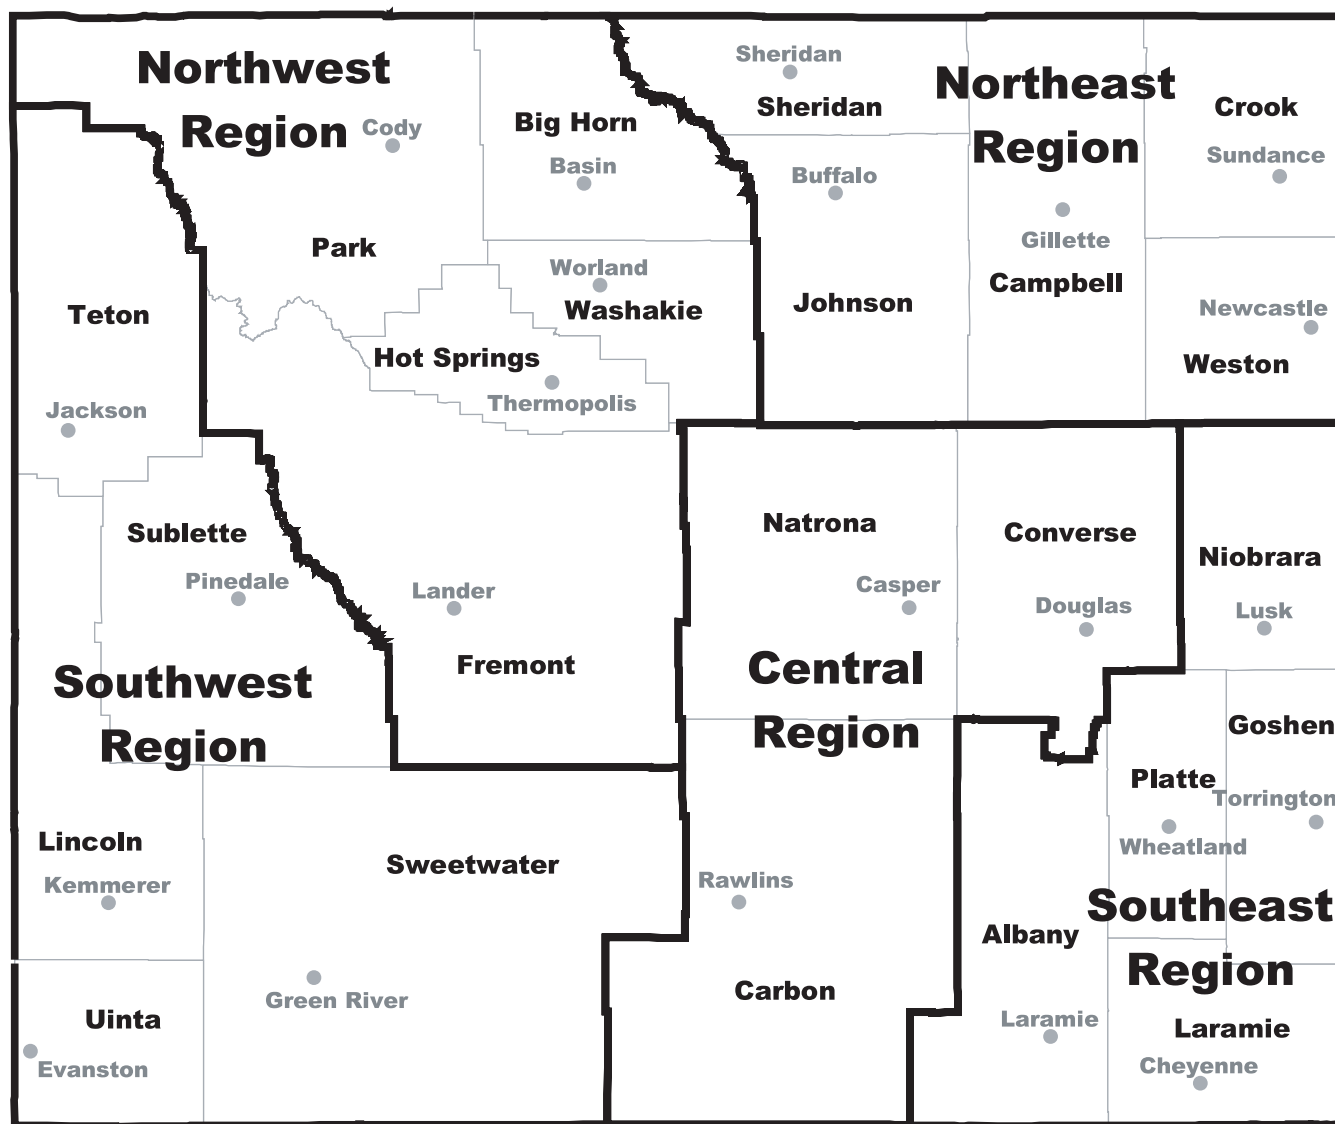 Northwest
Region
Cody
Big Horn
Basin
Sheridan
Sheridan
Northeast
Region
Crook
Sundance
Buffalo
Gillette
Campbell
Park
Worland
Washakie
Johnson
Teton
Newcastle
Weston
Hot Springs
Thermopolis
Jackson
Sublette
Pinedale
Lander
Fremont
Natrona
Casper
Converse
Douglas
Niobrara
Lusk
Southwest
Region
Central
Region
Goshen
Platte
Torrington
Wheatland
Lincoln
Kemmerer
Sweetwater
Rawlins
Southeast
Region
Albany
Carbon
Green River
Uinta
Evanston
Laramie
Laramie
Cheyenne